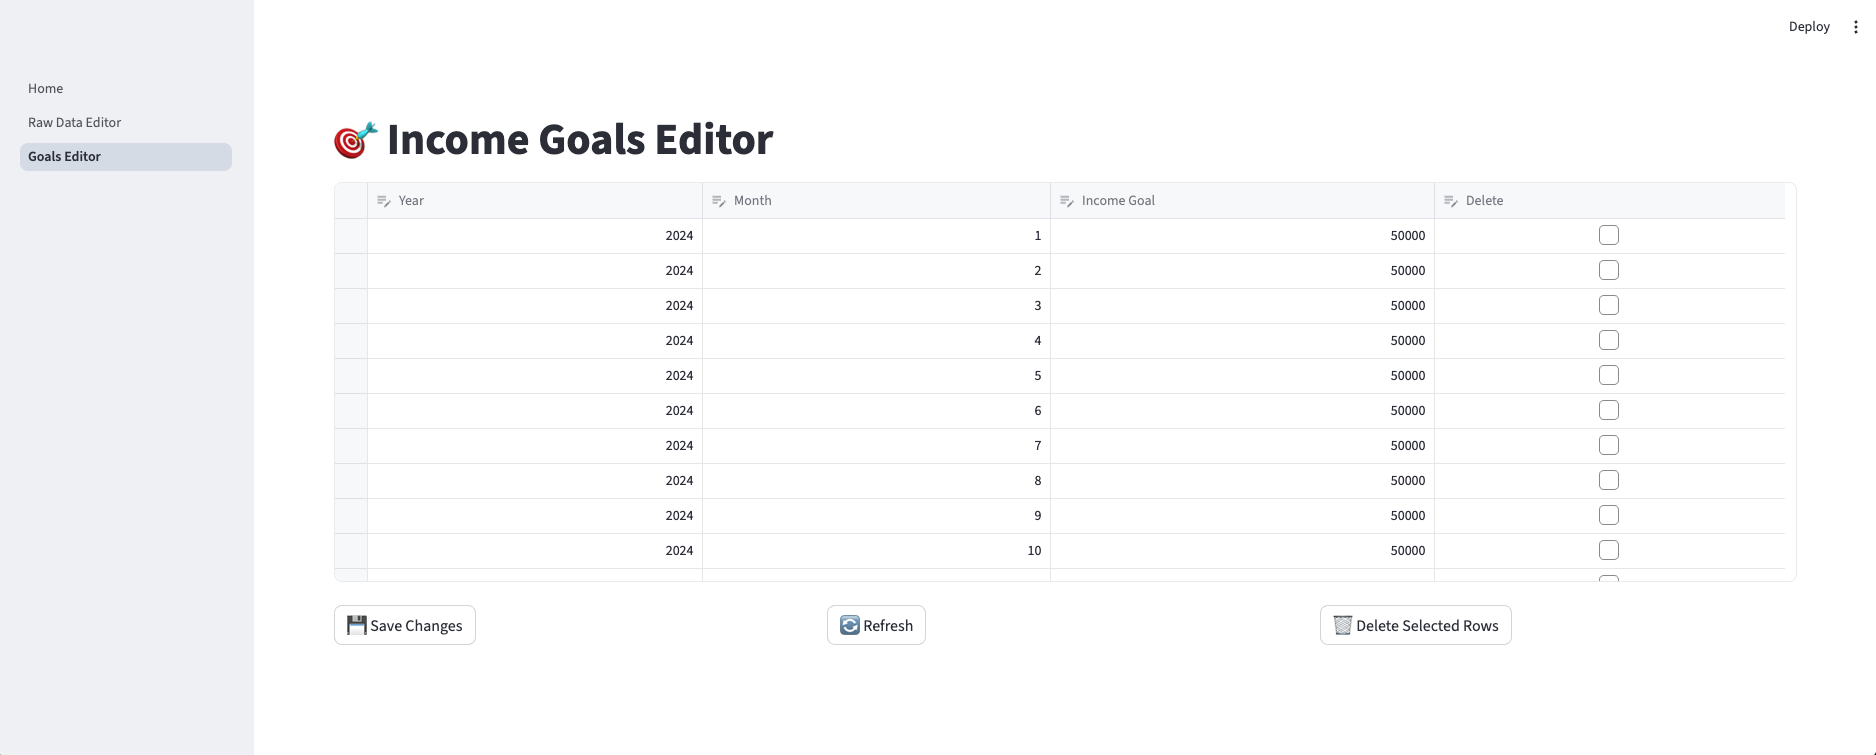 Deploy
Home
Raw Data Editor
Goals Editor
Income Goals Editor
Year Month Income Goal Delete
2024 1 50000
2024 2 50000
2024 3 50000
2024 4 50000
2024 5 50000
2024 6 50000
2024 7 50000
2024 8 50000
2024 9 50000
2024 10 50000
Save Changes Refresh Delete Selected Rows